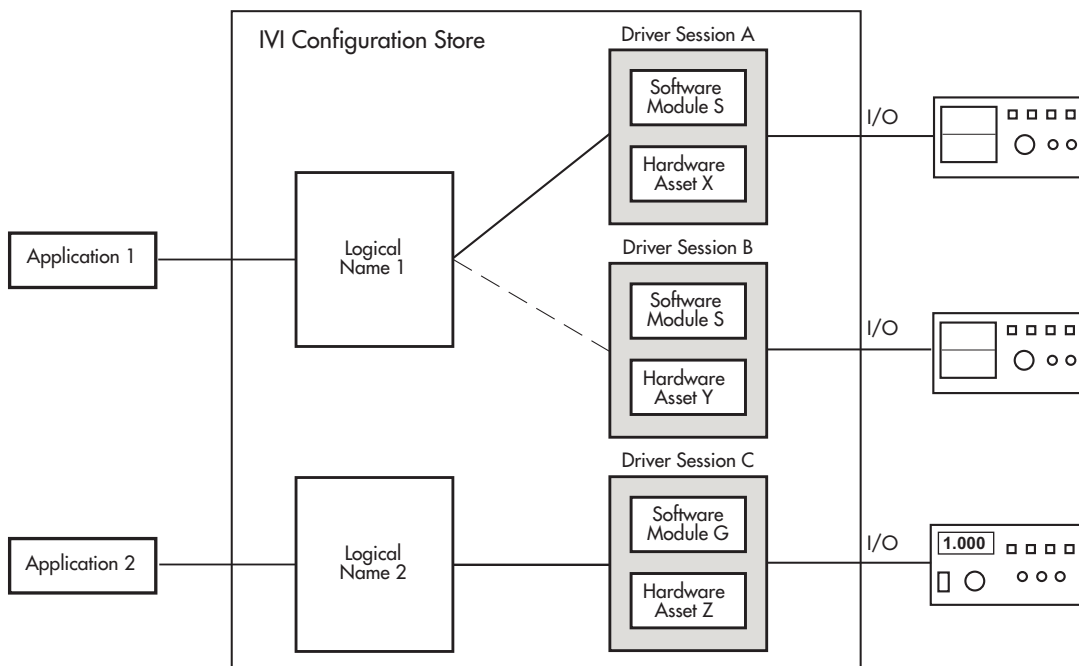 IVI Configuration Store
Driver Session A
Software
Module S
Hardware
Asset X
I/O
Application 1
Logical
Name 1
Driver Session B
Software
Module S
Hardware
Asset Y
I/O
Driver Session C
Software
Module G
Hardware
Asset Z
I/O
1.000
Application 2
Logical
Name 2